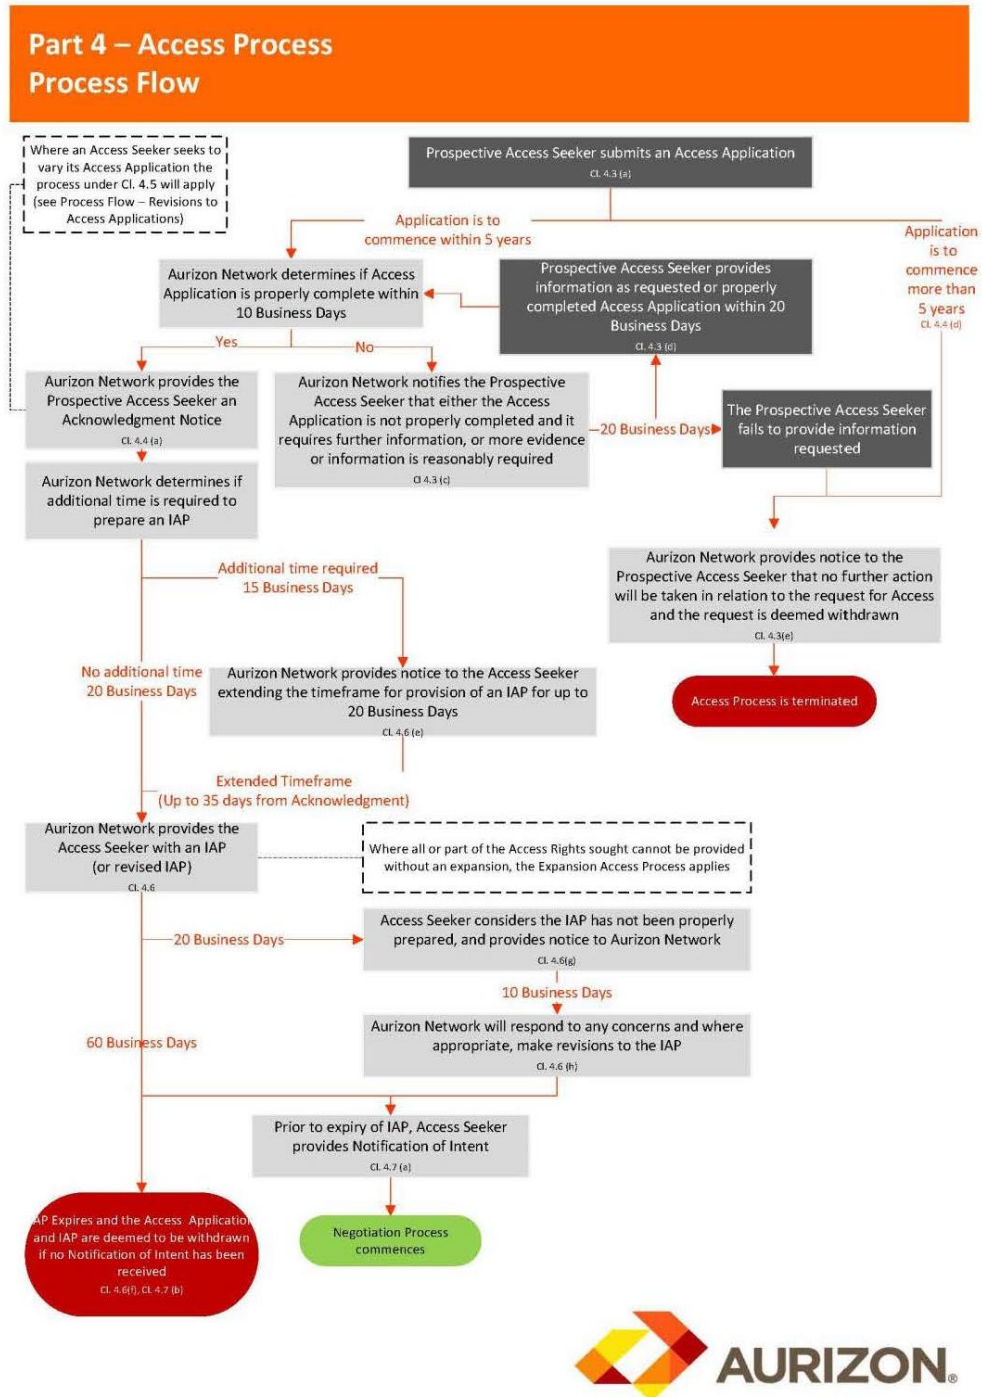 Part 4 – Access Process
Process Flow
Where an Access Seeker seeks to
vary its Access Application the
process under Cl. 4.5 will apply
(see Process Flow – Revisions to
Access Applications)
Prospective Access Seeker submits an Access Application
Cl. 4.3 (a)
Application is to
commence within 5 years
Application
is to
commence
more than
5 years
Cl. 4.4 (d)
Aurizon Network determines if Access
Application is properly complete within
10 Business Days
Prospective Access Seeker provides
information as requested or properly
completed Access Application within 20
Business Days
Cl. 4.3 (d)
Yes
No
Aurizon Network provides the
Prospective Access Seeker an
Acknowledgment Notice
Cl. 4.4 (a)
Aurizon Network notifies the Prospective
Access Seeker that either the Access
Application is not properly completed and it
requires further information, or more evidence
or information is reasonably required
Cl 4.3 (c)
20 Business Days
The Prospective Access Seeker
fails to provide information
requested
Aurizon Network determines if
additional time is required to
prepare an IAP
Additional time required
15 Business Days
Aurizon Network provides notice to the
Prospective Access Seeker that no further action
will be taken in relation to the request for Access
and the request is deemed withdrawn
Cl. 4.3(e)
No additional time
20 Business Days
Aurizon Network provides notice to the Access Seeker
extending the timeframe for provision of an IAP for up to
20 Business Days
Cl. 4.6 (e)
Access Process is terminated
Extended Timeframe
(Up to 35 days from Acknowledgment)
Aurizon Network provides the
Access Seeker with an IAP
(or revised IAP)
Cl. 4.6
Where all or part of the Access Rights sought cannot be provided
without an expansion, the Expansion Access Process applies
20 Business Days
Access Seeker considers the IAP has not been properly
prepared, and provides notice to Aurizon Network
Cl. 4.6(g)
10 Business Days
60 Business Days
Aurizon Network will respond to any concerns and where
appropriate, make revisions to the IAP
Cl. 4.6 (h)
Prior to expiry of IAP, Access Seeker
provides Notification of Intent
Cl. 4.7 (a)
AP Expires and the Access Application
and IAP are deemed to be withdrawn
if no Notification of Intent has been
received
Cl. 4.6(f), Cl. 4.7 (b)
Negotiation Process
commences
AURIZON®